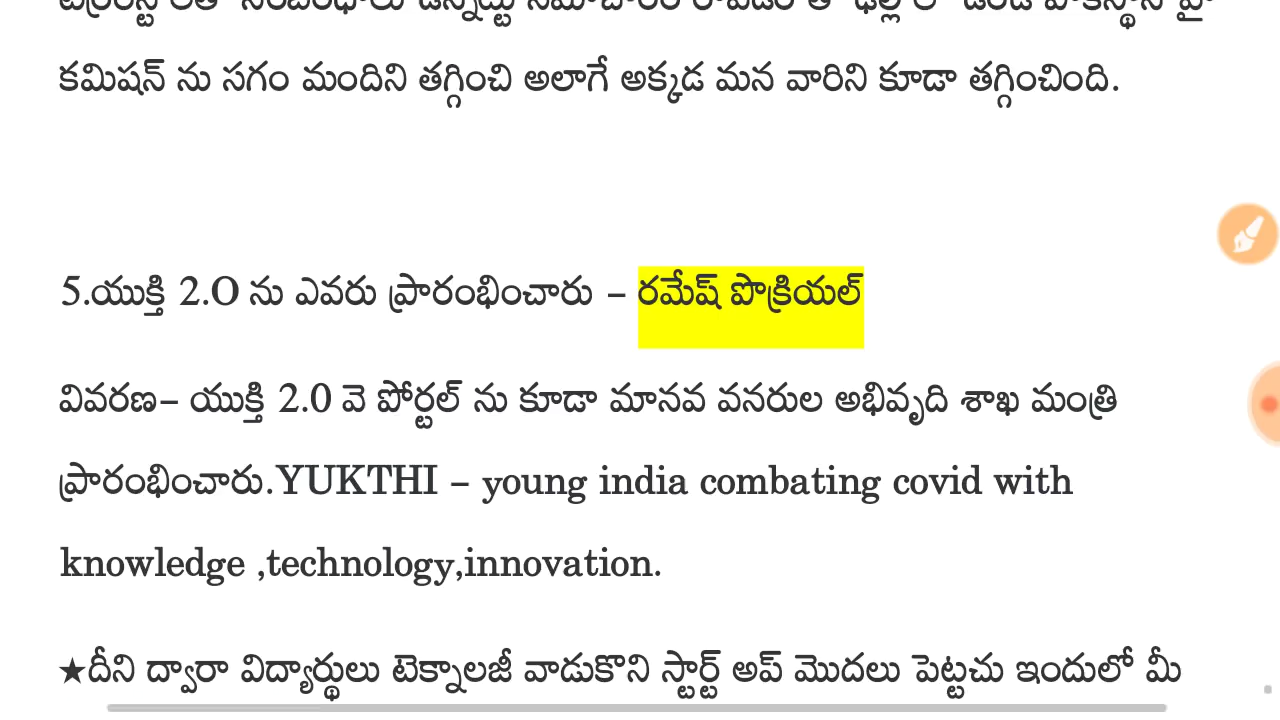 కమిషన్ ను సగం మందిని తగ్గించి అలాగే అక్కడ మన వారిని కూడా తగ్గించింది.
5.యుక్తి 2.O ను ఎవరు ప్రారంభించారు – రమేష్ పొక్రియల్
వివరణ– యుక్తి 2.0 వె పోర్టల్ ను కూడా మానవ వనరుల అభివృది శాఖ మంత్రి
ప్రారంభించారు.YUKTHI – young india combating covid with
knowledge ,technology,innovation.
★దీని ద్వారా విద్యార్థులు టెక్నాలజీ వాడుకొని స్టార్ట్ అప్ మొదలు పెట్టచు ఇందులో మీ